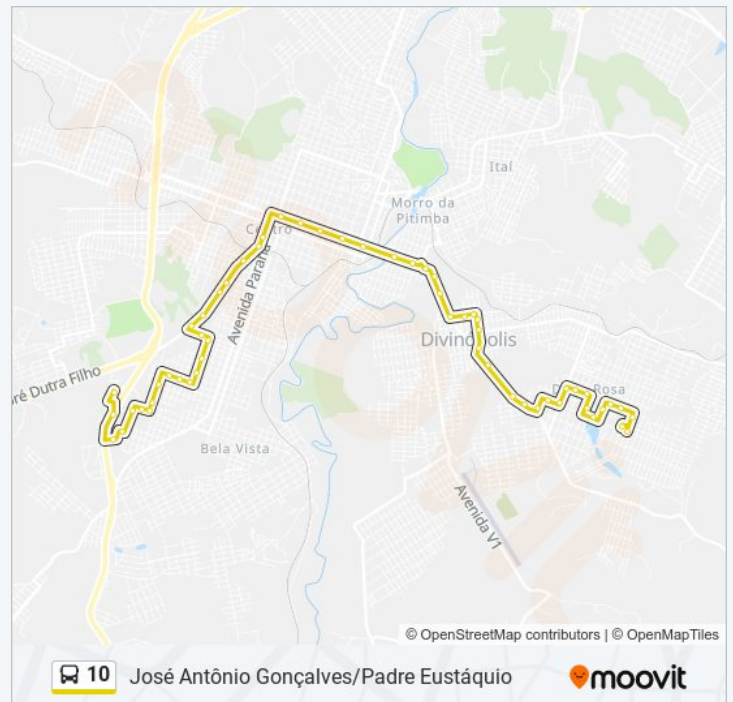 Itaí
Morro da
Pitimba
Centro
Avenida Paraná
Divinópolis
ré Dutra Filho
Dona Rosa
Bela Vista
Avenida V1
© OpenStreetMap contributors | © OpenMapTiles
10 José Antônio Gonçalves/Padre Eustáquio moovit